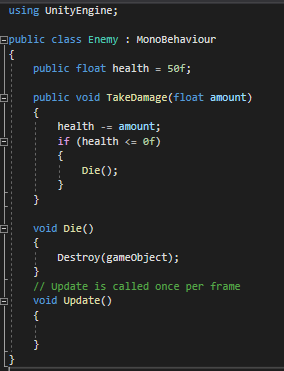 using UnityEngine;
public class Enemy : MonoBehaviour
{
public float health = 50f;
public void TakeDamage(float amount)
{
health -= amount;
if (health <= 0f)
{
Die();
}
}
void Die()
{
Destroy(gameObject);
}
// Update is called once per frame
void Update()
{
}
}